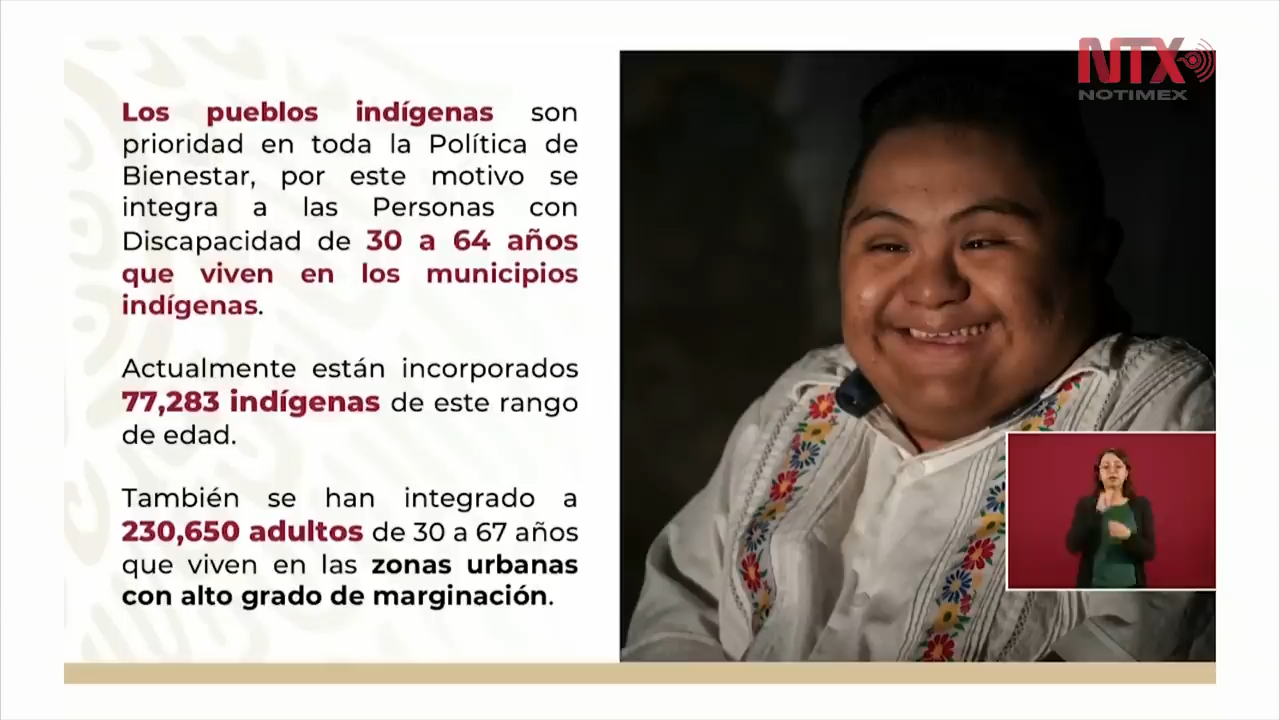 Los pueblos indígenas son
prioridad en toda la Política de
Bienestar, por este motivo se
integra a las Personas con
Discapacidad de 30 a 64 años
que viven en los municipios
indígenas.
Actualmente están incorporados
77,283 indígenas de este rango
de edad.
También se han integrado a
230,650 adultos de 30 a 67 años
que viven en las zonas urbanas
con alto grado de marginación.
NTX
NOTIMEX